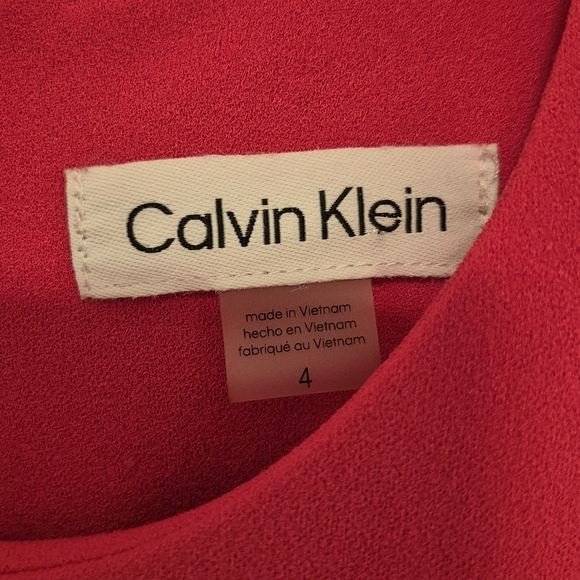 Calvin Klein
made in Vietnam
hecho en Vietnam
fabriqué au Vietnam
4